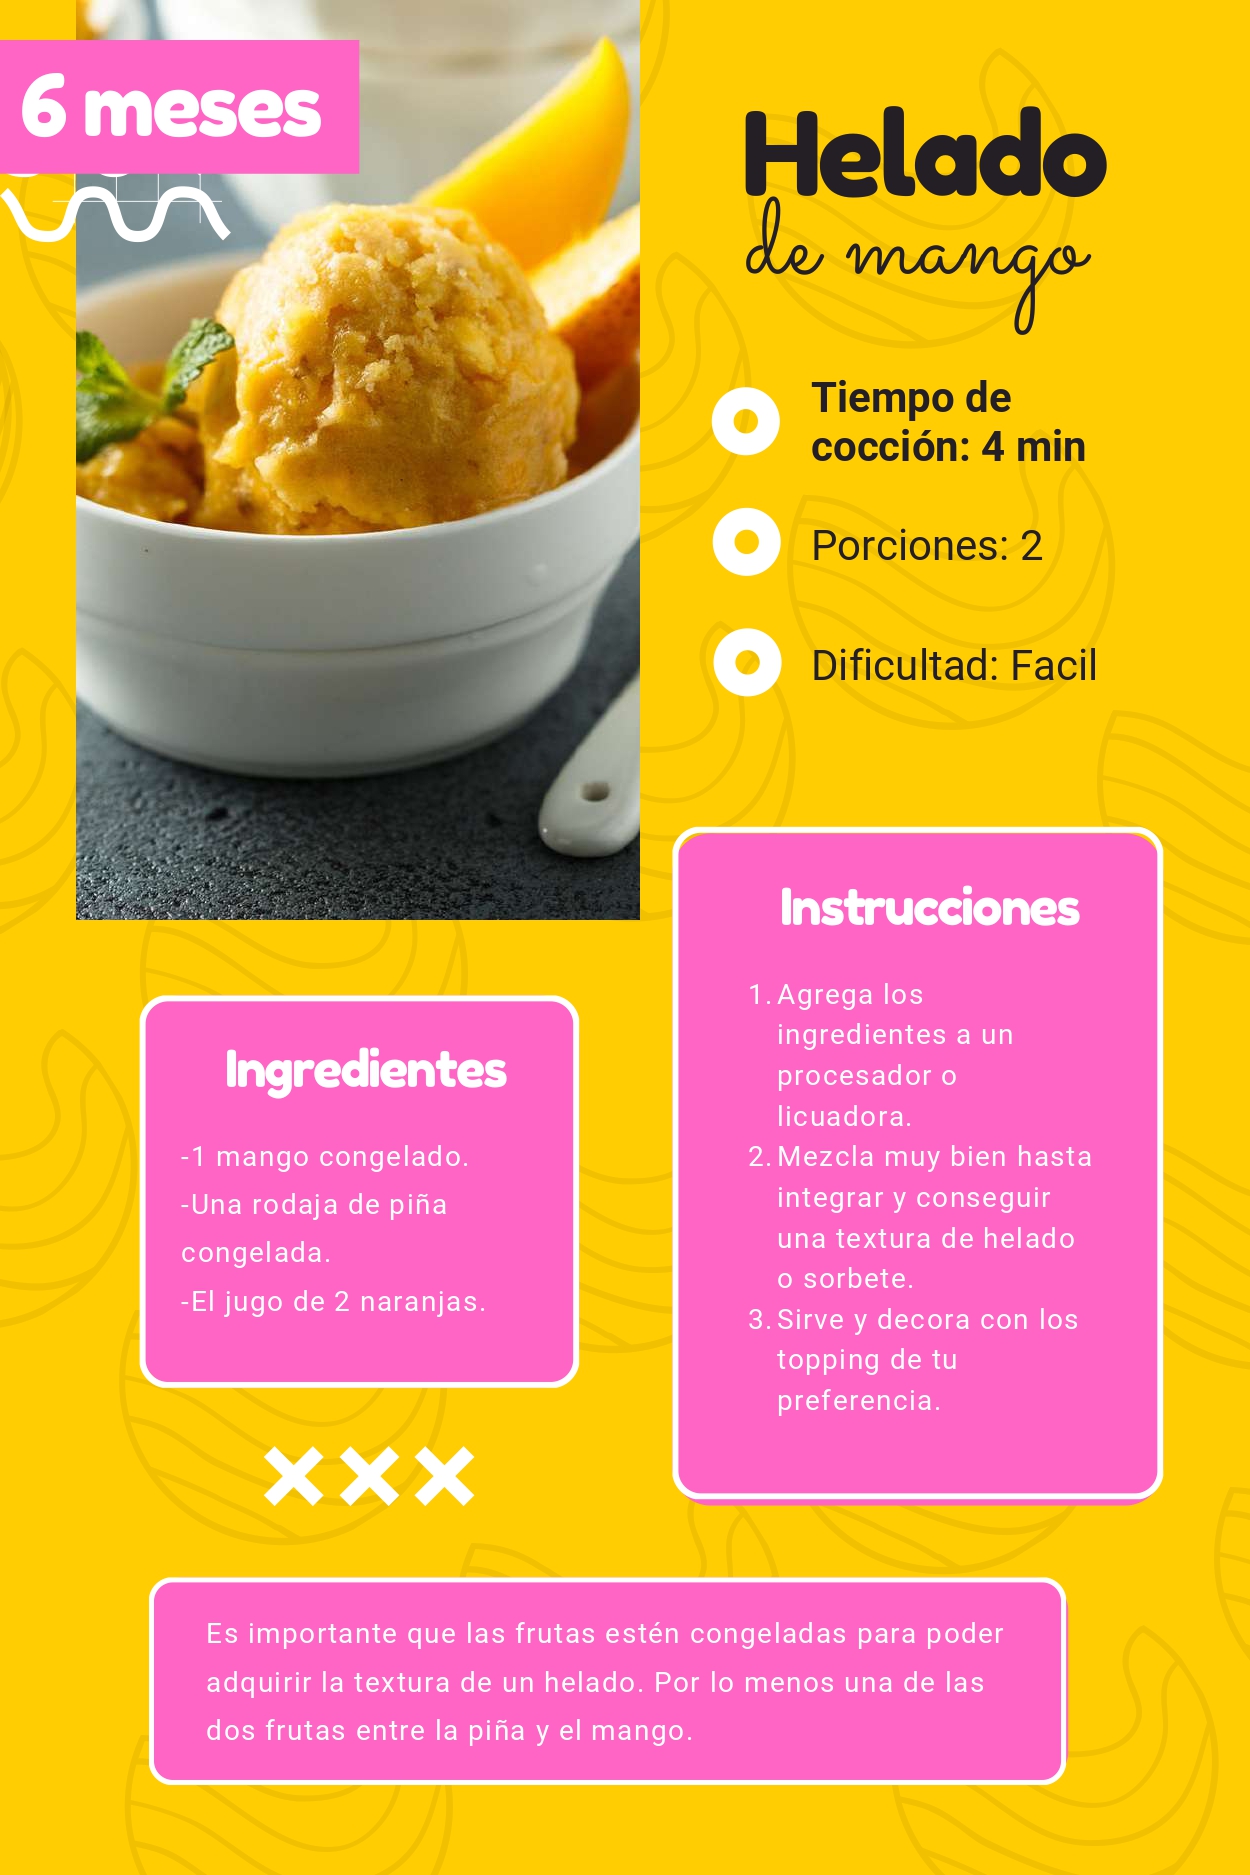 6 meses
Helado
de mango
Tiempo de
cocción: 4 min
Porciones: 2
Dificultad: Facil
Ingredientes
-1 mango congelado.
-Una rodaja de piña
congelada.
-El jugo de 2 naranjas.
Instrucciones
1. Agrega los
ingredientes a un
procesador o
licuadora.
2. Mezcla muy bien hasta
integrar y conseguir
una textura de helado
o sorbete.
3. Sirve y decora con los
topping de tu
preferencia.
Es importante que las frutas estén congeladas para poder
adquirir la textura de un helado. Por lo menos una de las
dos frutas entre la piña y el mango.